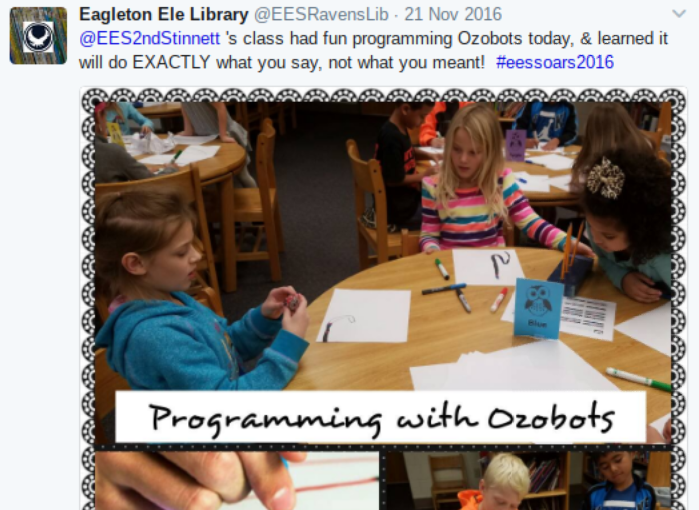 Eagleton Ele Library @EESRavensLib · 21 Nov 2016
@EES2ndStinnett 's class had fun programming Ozobots today, & learned it
will do EXACTLY what you say, not what you meant! #eessoars2016
Blue
Programming with Ozobots